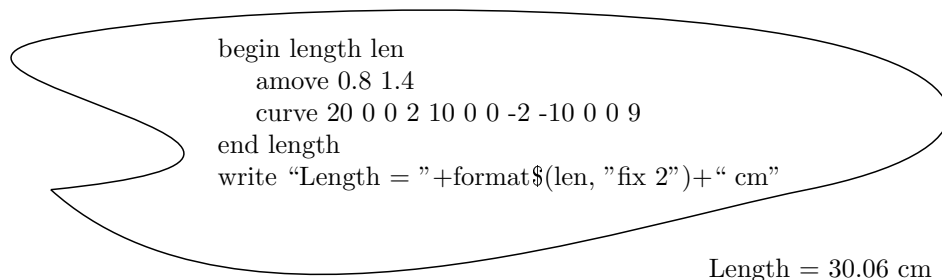 begin length len
amove 0.8 1.4
curve 20 0 0 2 10 0 0 -2 -10 0 0 9
end length
write “Length = ”+format$(len, ”fix 2”)+“ cm”
Length = 30.06 cm